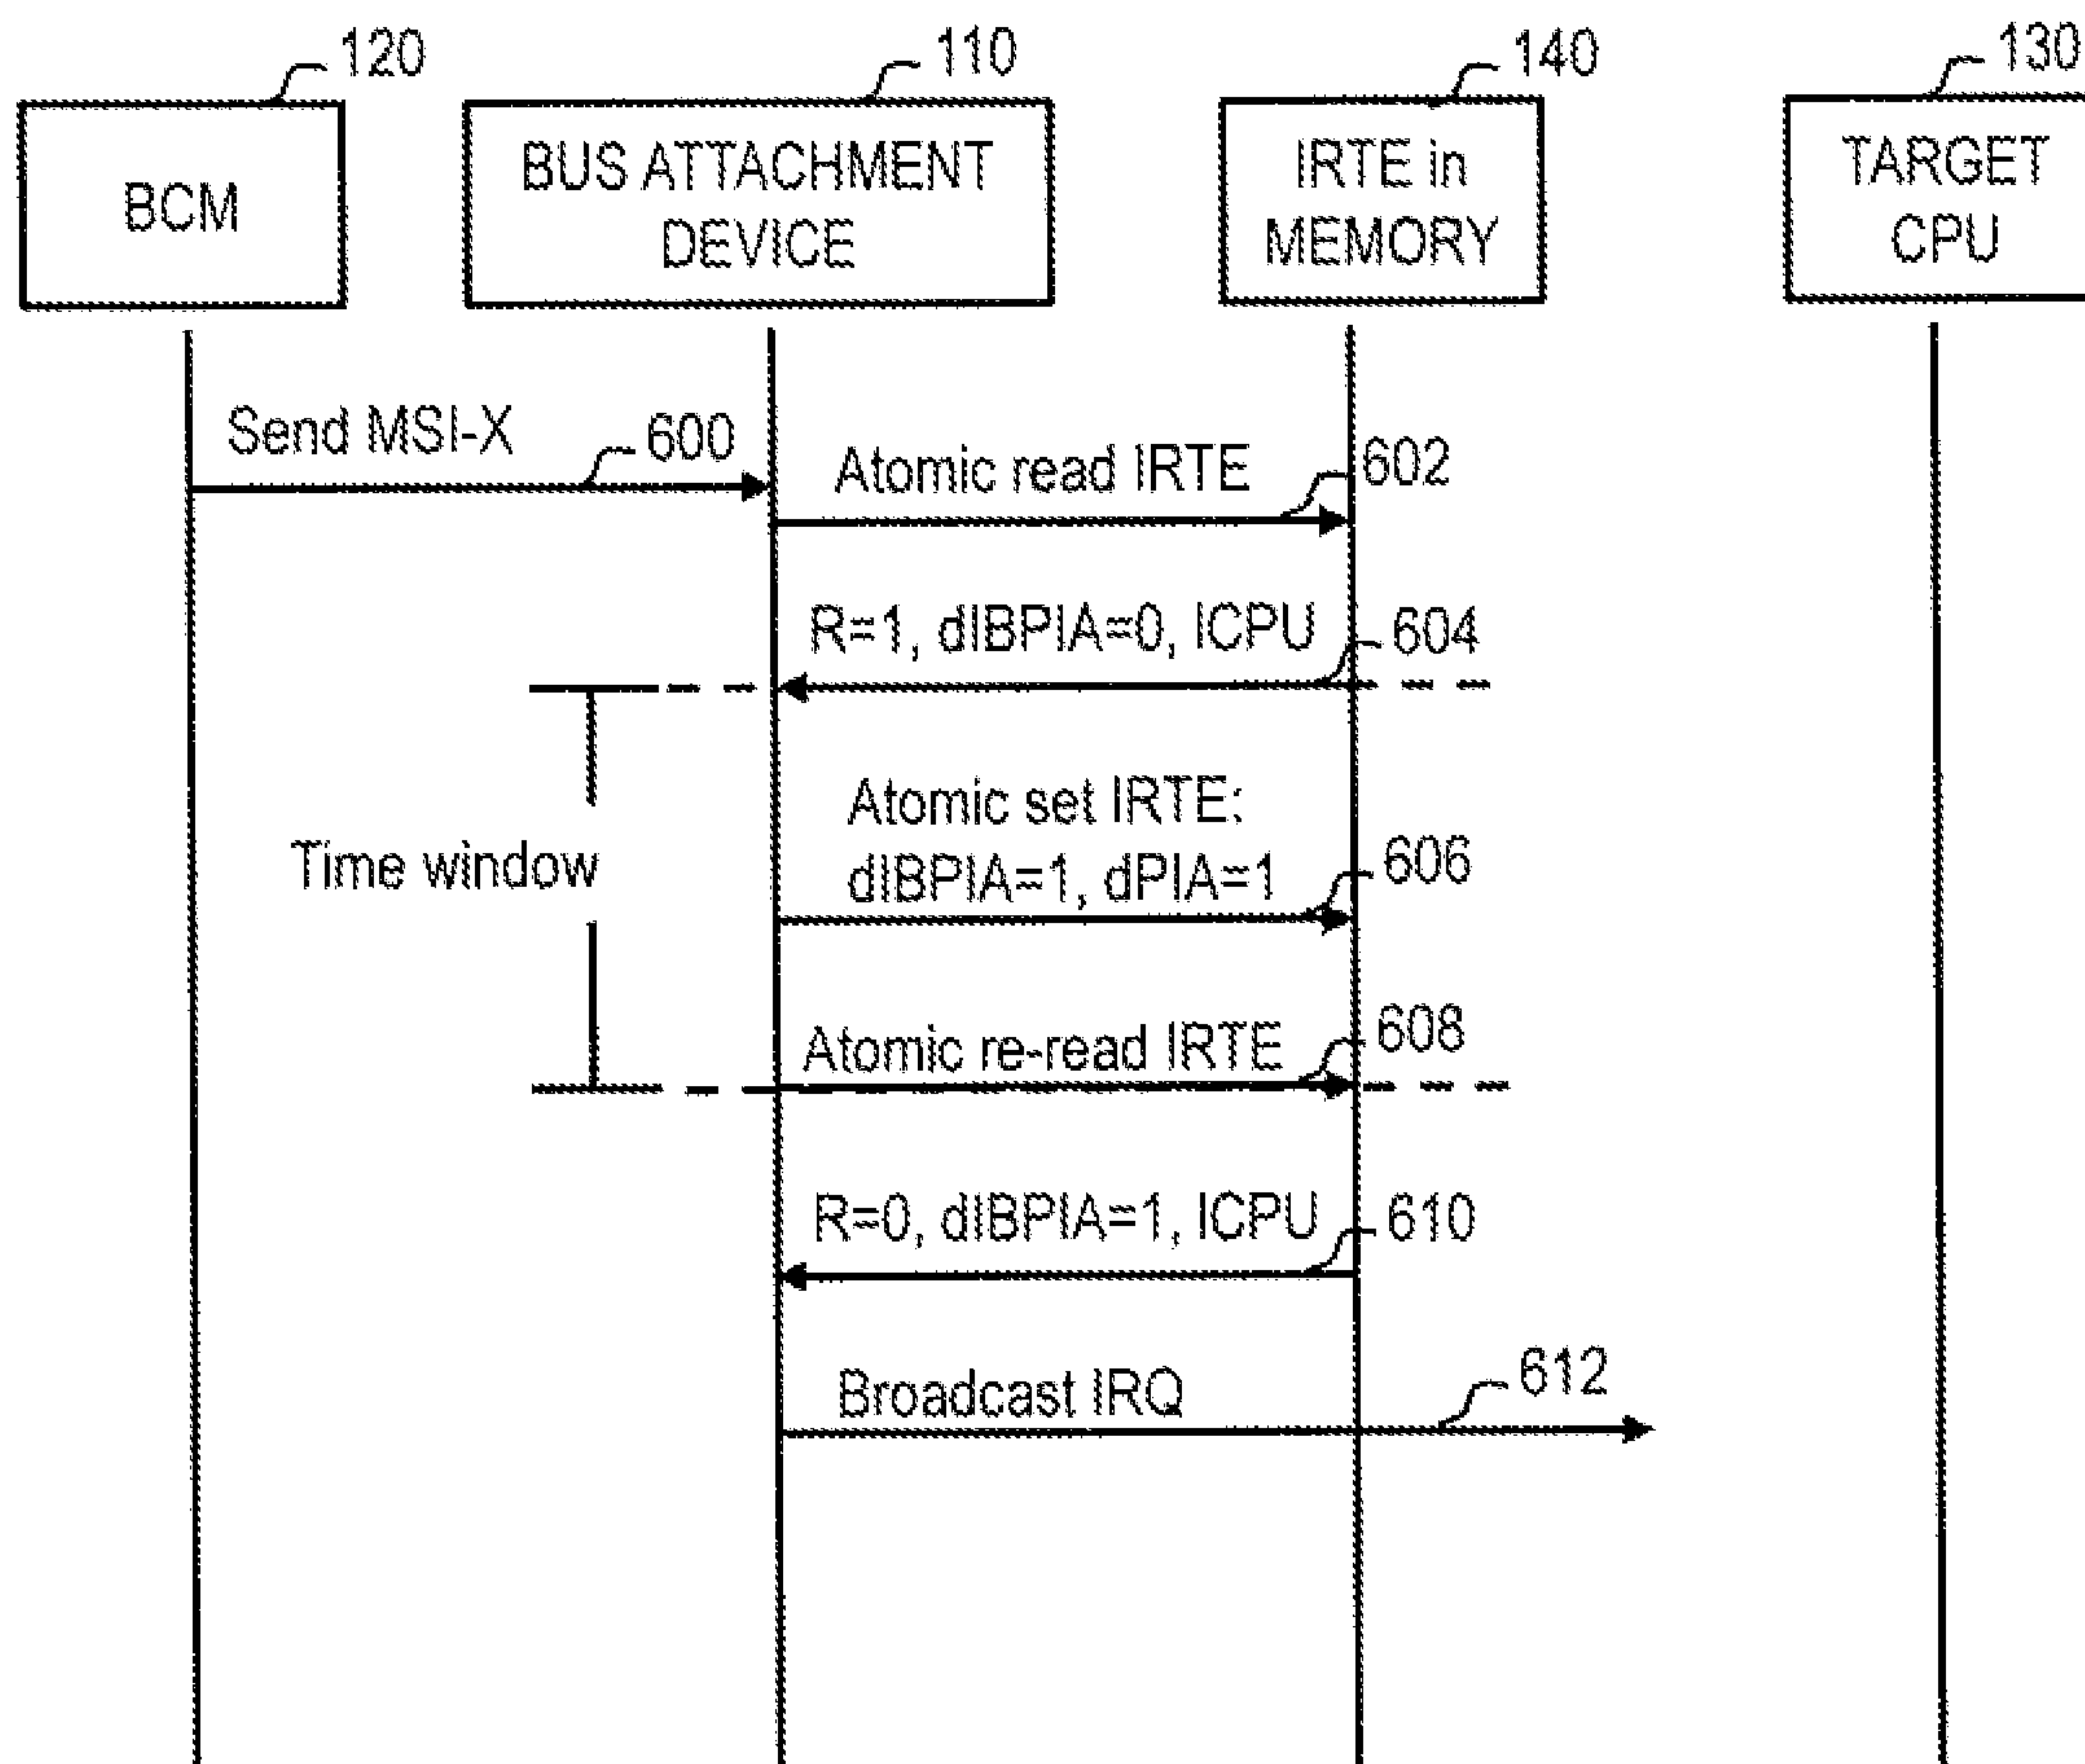 120
110
140
130
BCM
BUS ATTACHMENT
DEVICE
IRTE in
MEMORY
TARGET
CPU
Send MSI-X
600
Atomic read IRTE
602
R=1, dIBPIA=0, ICPU
604
Time window
Atomic set IRTE:
dIBPIA=1, dPIA=1
606
Atomic re-read IRTE
608
R=0, dIBPIA=1, ICPU
610
Broadcast IRQ
612